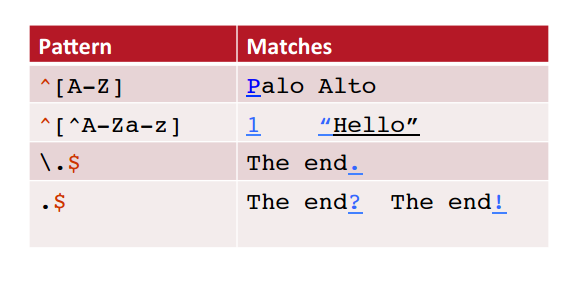 Pattern Matches
^[A-Z] Palo Alto
^[^A-Za-z] 1 “Hello”
\.$ The end.
.$ The end? The end!